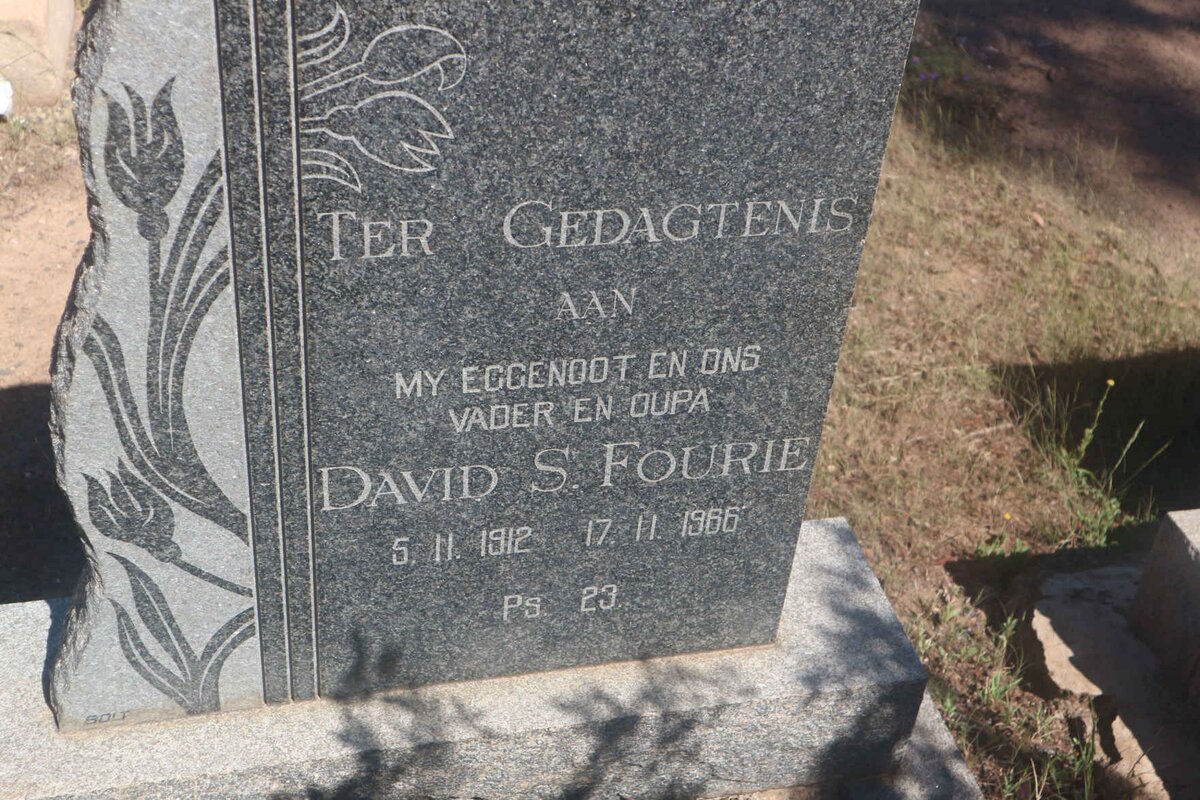 TER GEDAGTENIS
AAN
MY EGGENOOT EN ONS
VADER EN OUPA
DAVID S. FOURIE
5. 11. 1912 17. 11. 1966
Ps. 23.
SOLT